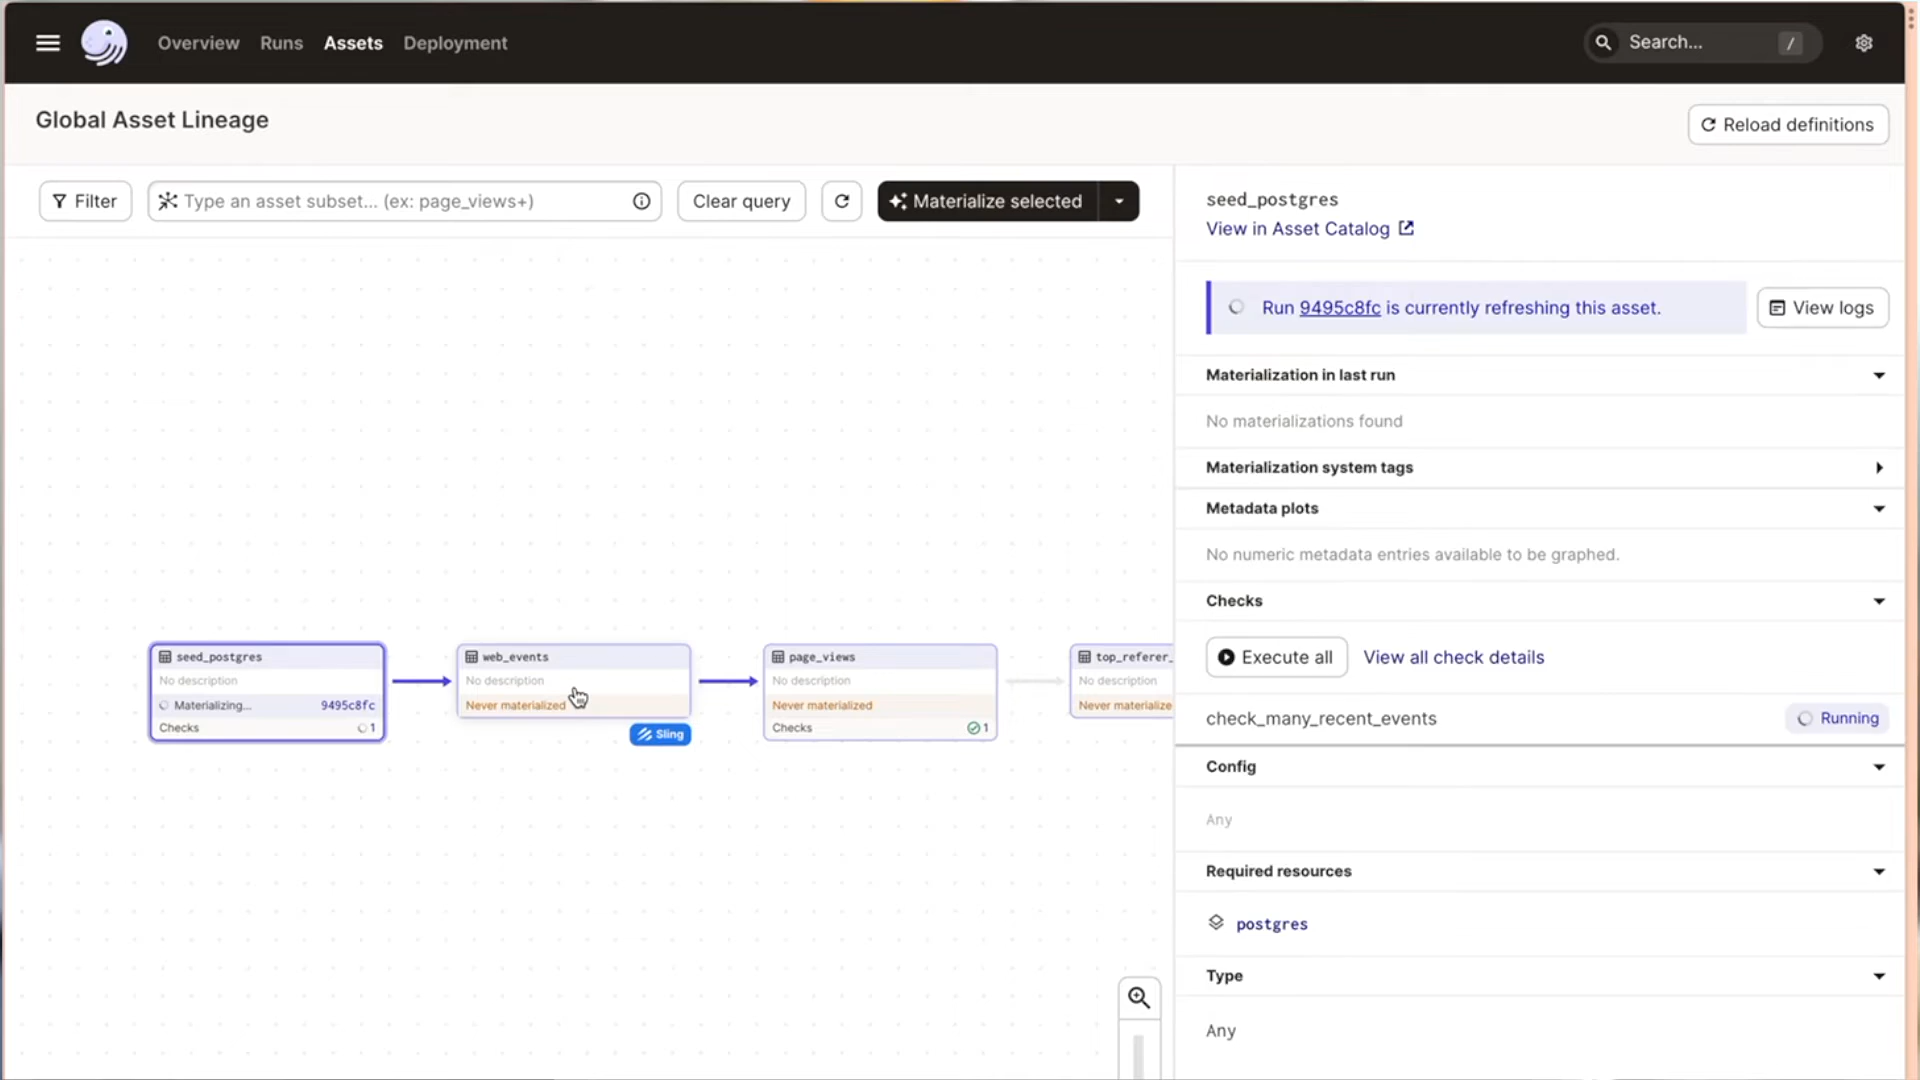 Overview Runs Assets Deployment Search... /
Global Asset Lineage
Reload definitions
Filter
Type an asset subset... (ex: page_views+)
Clear query
Materialize selected
seed_postgres
View in Asset Catalog
Run 9495c8fc is currently refreshing this asset.
View logs
Materialization in last run
No materializations found
Materialization system tags
Metadata plots
No numeric metadata entries available to be graphed.
Checks
Execute all
View all check details
check_many_recent_events
Running
Config
Any
Required resources
postgres
Type
Any
seed_postgres
No description
Materializing... 9495c8fc
Checks 1
web_events
No description
Never materialized
Sling
page_views
No description
Never materialized
Checks 1
top_referer_
No description
Never materialize